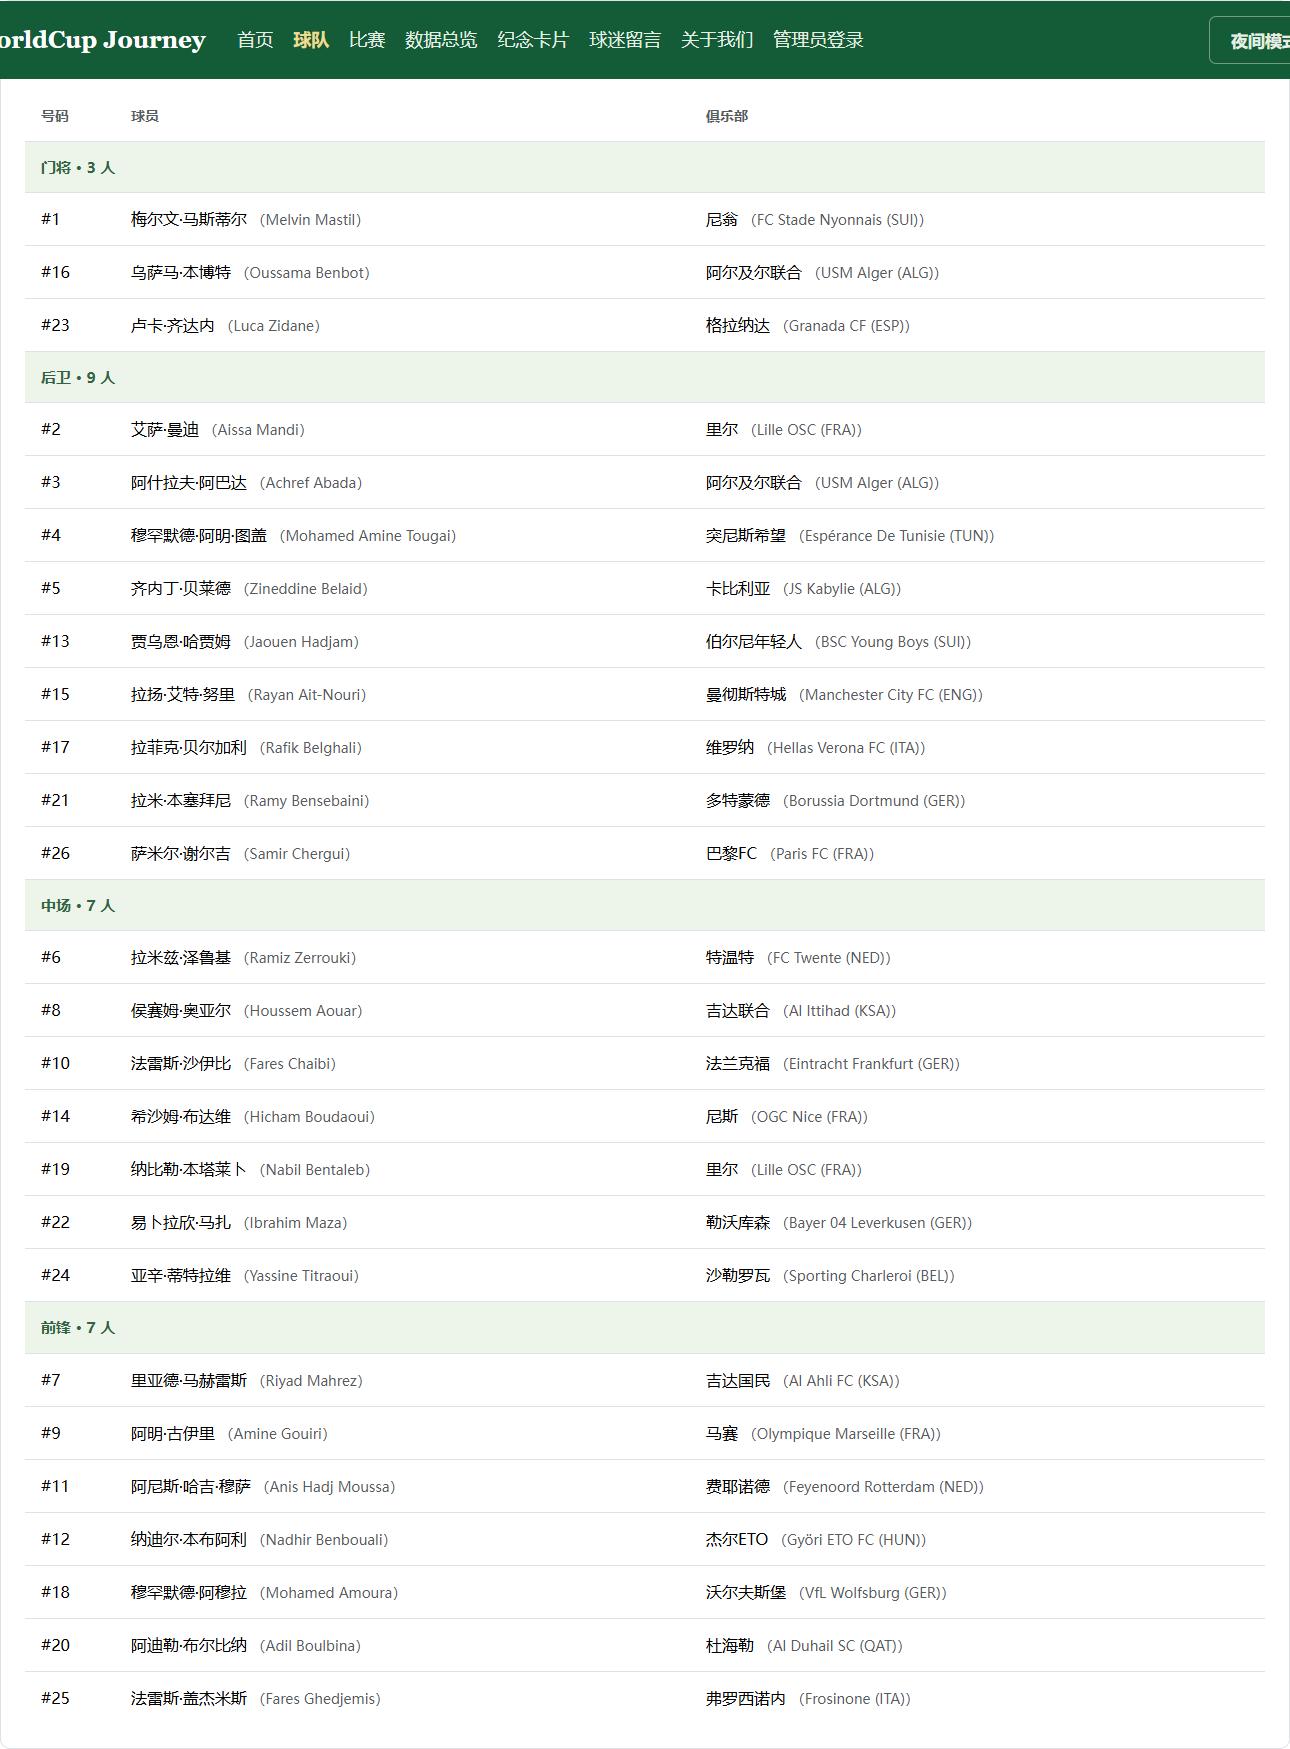 orldCup Journey 首页 球队 比赛 数据总览 纪念卡片 球迷留言 关于我们 管理员登录 夜间模式
号码 球员 俱乐部
门将 • 3 人
#1 梅尔文·马斯蒂尔 (Melvin Mastil) 尼翁 (FC Stade Nyonnais (SUI))
#16 乌萨马·本博特 (Oussama Benbot) 阿尔及尔联合 (USM Alger (ALG))
#23 卢卡·齐达内 (Luca Zidane) 格拉纳达 (Granada CF (ESP))
后卫 • 9 人
#2 艾萨·曼迪 (Aissa Mandi) 里尔 (Lille OSC (FRA))
#3 阿什拉夫·阿巴达 (Achref Abada) 阿尔及尔联合 (USM Alger (ALG))
#4 穆罕默德·阿明·图盖 (Mohamed Amine Tougai) 突尼斯希望 (Espérance De Tunisie (TUN))
#5 齐内丁·贝莱德 (Zineddine Belaid) 卡比利亚 (JS Kabylie (ALG))
#13 贾乌恩·哈贾姆 (Jaouen Hadjam) 伯尔尼年轻人 (BSC Young Boys (SUI))
#15 拉扬·艾特·努里 (Rayan Ait-Nouri) 曼彻斯特城 (Manchester City FC (ENG))
#17 拉菲克·贝尔加利 (Rafik Belghali) 维罗纳 (Hellas Verona FC (ITA))
#21 拉米·本塞拜尼 (Ramy Bensebaini) 多特蒙德 (Borussia Dortmund (GER))
#26 萨米尔·谢尔吉 (Samir Chergui) 巴黎FC (Paris FC (FRA))
中场 • 7 人
#6 拉米兹·泽鲁基 (Ramiz Zerrouki) 特温特 (FC Twente (NED))
#8 侯赛姆·奥亚尔 (Houssem Aouar) 吉达联合 (Al Ittihad (KSA))
#10 法雷斯·沙伊比 (Fares Chaibi) 法兰克福 (Eintracht Frankfurt (GER))
#14 希沙姆·布达维 (Hicham Boudaoui) 尼斯 (OGC Nice (FRA))
#19 纳比勒·本塔莱卜 (Nabil Bentaleb) 里尔 (Lille OSC (FRA))
#22 易卜拉欣·马扎 (Ibrahim Maza) 勒沃库森 (Bayer 04 Leverkusen (GER))
#24 亚辛·蒂特拉维 (Yassine Titraoui) 沙勒罗瓦 (Sporting Charleroi (BEL))
前锋 • 7 人
#7 里亚德·马赫雷斯 (Riyad Mahrez) 吉达国民 (Al Ahli FC (KSA))
#9 阿明·古伊里 (Amine Gouiri) 马赛 (Olympique Marseille (FRA))
#11 阿尼斯·哈吉·穆萨 (Anis Hadj Moussa) 费耶诺德 (Feyenoord Rotterdam (NED))
#12 纳迪尔·本布阿利 (Nadhir Benbouali) 杰尔ETO (Györi ETO FC (HUN))
#18 穆罕默德·阿穆拉 (Mohamed Amoura) 沃尔夫斯堡 (VfL Wolfsburg (GER))
#20 阿迪勒·布尔比纳 (Adil Boulbina) 杜海勒 (Al Duhail SC (QAT))
#25 法雷斯·盖杰米斯 (Fares Ghedjemis) 弗罗西诺内 (Frosinone (ITA))